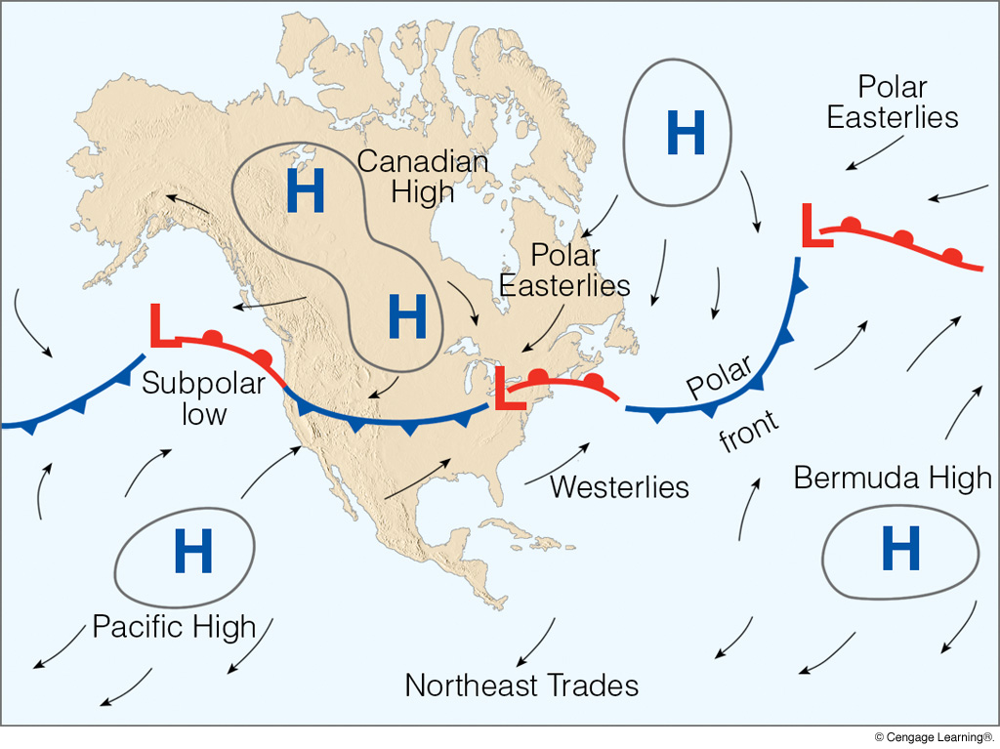 Polar
Easterlies
H
H
Canadian
High
L
Polar
Easterlies
H
L
Subpolar
low
L
Polar
front
Westerlies
Bermuda High
H
H
Pacific High
Northeast Trades
© Cengage Learning®.